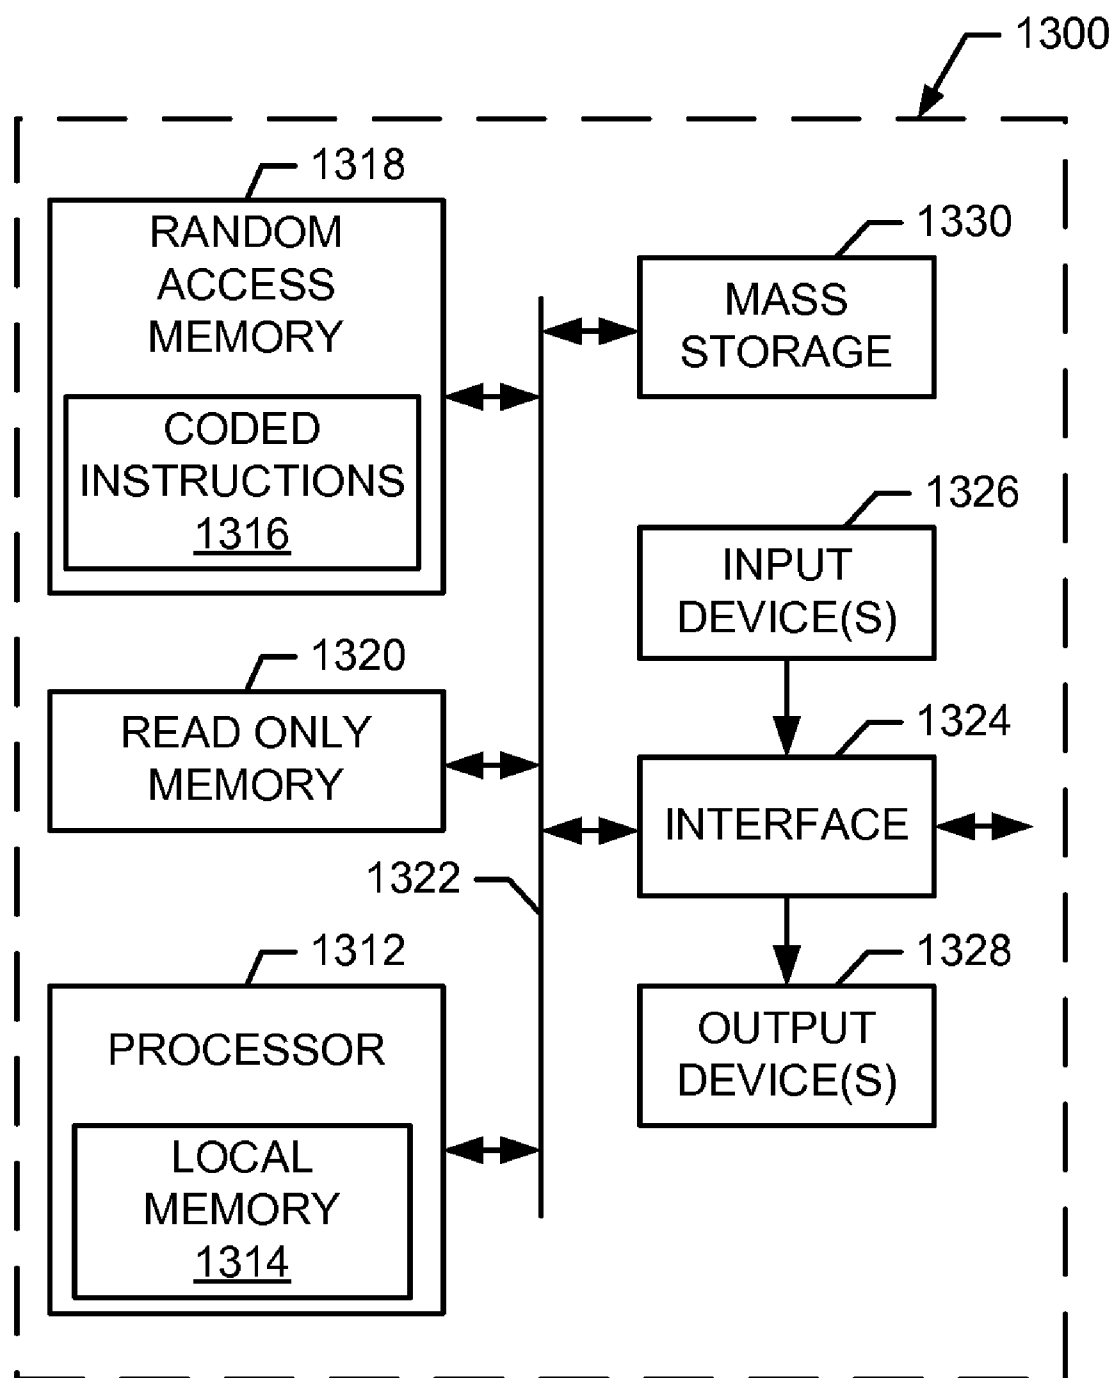 1300
1318
RANDOM
ACCESS
MEMORY
CODED
INSTRUCTIONS
1316
1330
MASS
STORAGE
1326
INPUT
DEVICE(S)
1320
READ ONLY
MEMORY
1324
INTERFACE
1322
1312
PROCESSOR
LOCAL
MEMORY
1314
1328
OUTPUT
DEVICE(S)